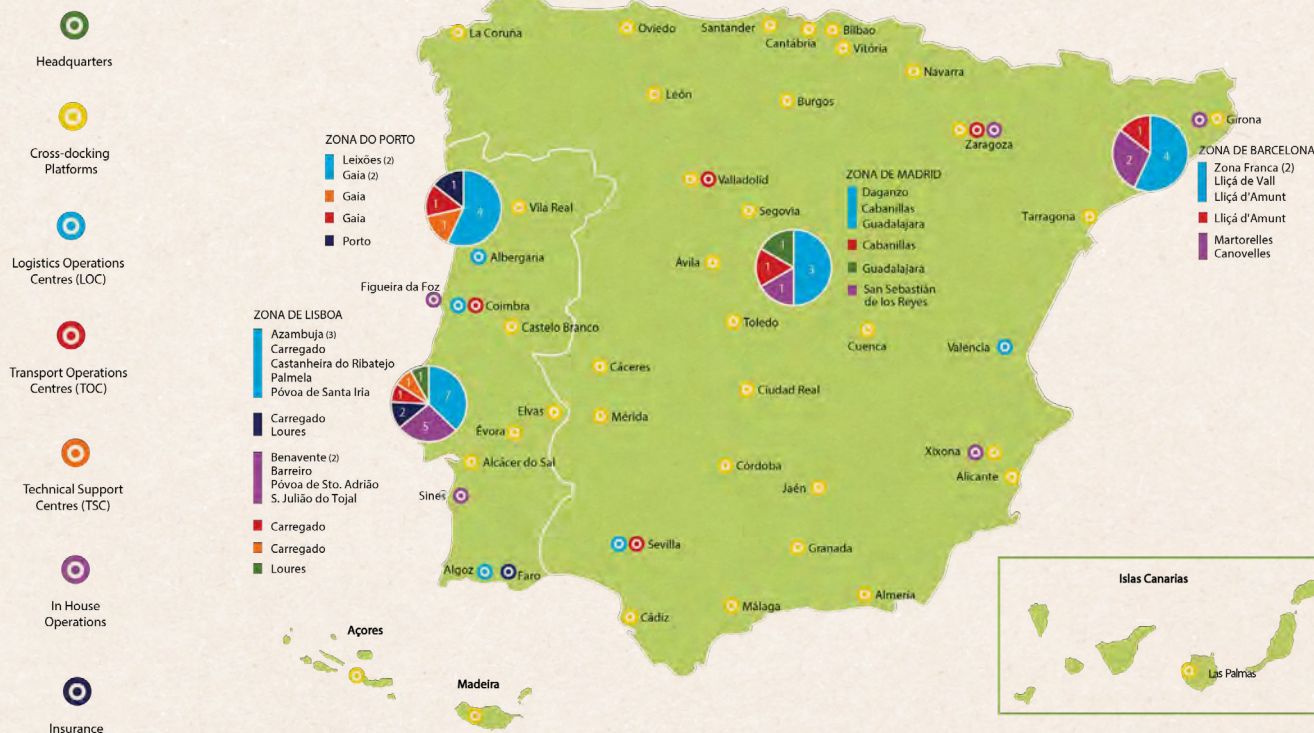 Headquarters
Cross-docking
Platforms
Logistics Operations
Centres (LOC)
Transport Operations
Centres (TOC)
Technical Support
Centres (TSC)
In House
Operations
Insurance
ZONA DO PORTO
Leixões (2)
Gaia (2)
Gaia
Gaia
Porto
1
1
1
4
ZONA DE LISBOA
Azambuja (3)
Carregado
Castanheira do Ribatejo
Palmela
Póvoa de Santa Iria
Carregado
Loures
Benavente (2)
Barreiro
Póvoa de Sto. Adrião
S. Julião do Tojal
Carregado
Carregado
Loures
1
1
1
2
5
7
ZONA DE MADRID
Daganzo
Cabanillas
Guadalajara
Cabanillas
Guadalajara
San Sebastián
de los Reyes
1
1
1
3
ZONA DE BARCELONA
Zona Franca (2)
Lliçá de Vall
Lliçá d'Amunt
Lliçá d'Amunt
Martorelles
Canovelles
1
2
4
La Coruña
Oviedo
Santander
Cantábria
Bilbao
Vitória
Navarra
León
Burgos
Zaragoza
Girona
Valladolid
Segovia
Tarragona
Vila Real
Albergaria
Ávila
Figueira da Foz
Coimbra
Castelo Branco
Toledo
Cuenca
Valencia
Cáceres
Ciudad Real
Elvas
Mérida
Évora
Alcácer do Sal
Sines
Córdoba
Jaén
Xixona
Alicante
Sevilla
Granada
Algoz
Faro
Cádiz
Málaga
Almería
Açores
Madeira
Islas Canarias
Las Palmas